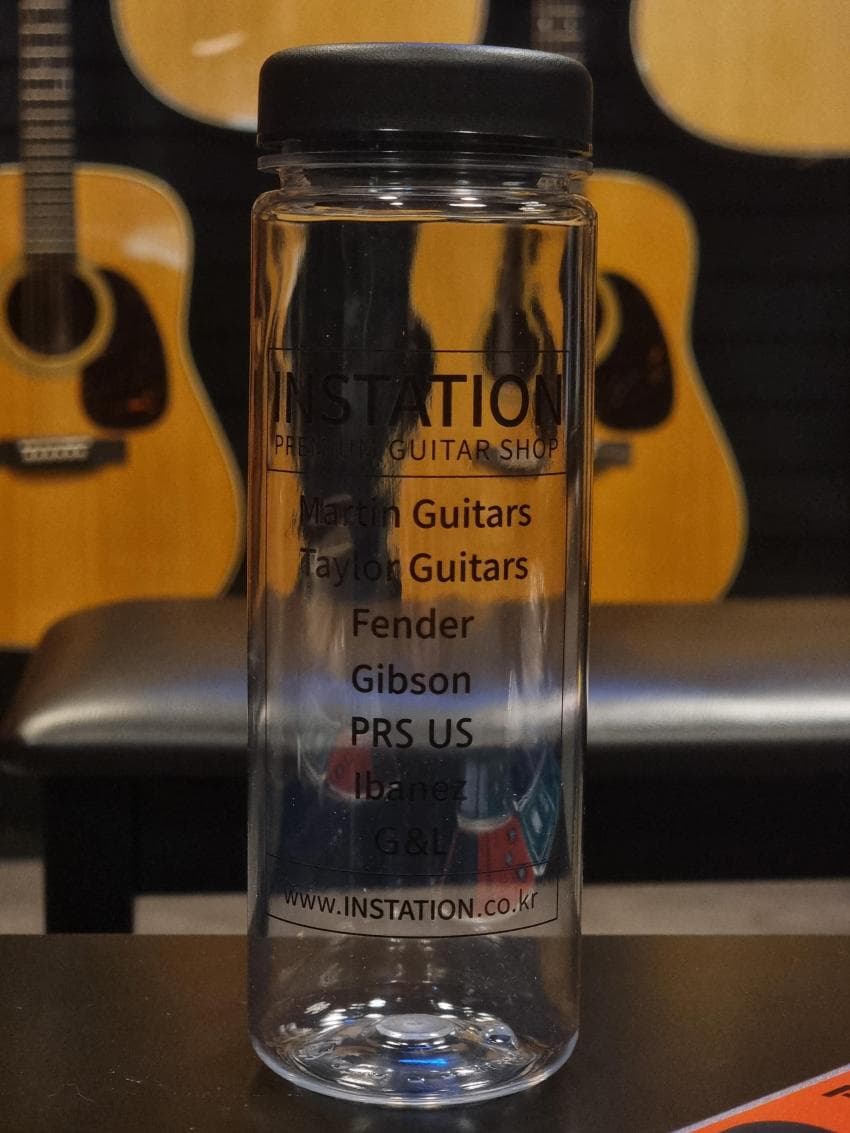 INSTATION
PREMIUM GUITAR SHOP
Martin Guitars
Taylor Guitars
Fender
Gibson
PRS US
Ibanez
G&L
www.INSTATION.co.kr